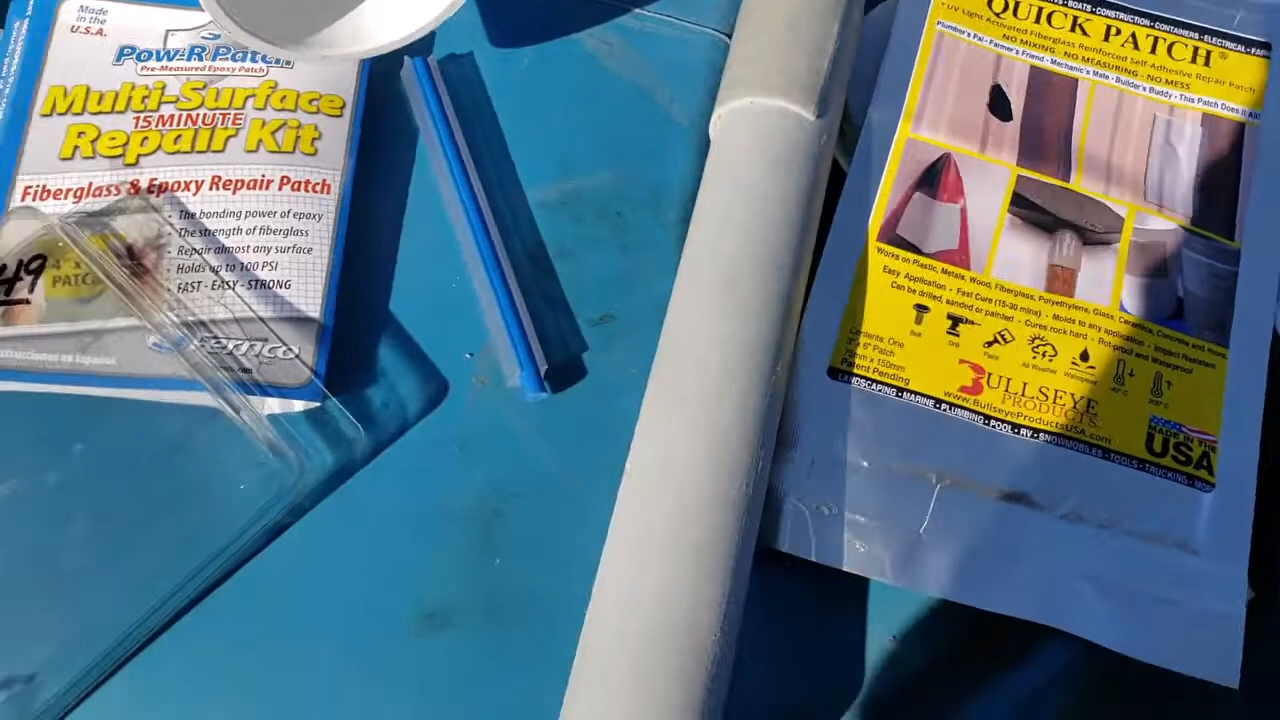 Made
in the
U.S.A.
Pow-R Patch
Pre-Measured Epoxy Patch
Multi-Surface
15 MINUTE
Repair Kit
Fiberglass & Epoxy Repair Patch
• The bonding power of epoxy
• The strength of fiberglass
• Repair almost any surface
• Holds up to 100 PSI
FAST - EASY - STRONG
49
4" x
PATCH
Instrucciones en Español
Fernco
• BOATS • CONSTRUCTION • CONTAINERS • ELECTRICAL •
QUICK PATCH®
• UV Light Activated Fiberglass Reinforced Self-Adhesive Repair Patch
NO MIXING • NO MEASURING • NO MESS
Plumber's Pal • Farmer's Friend • Mechanic's Mate • Builder's Buddy • This Patch Does It All!
Works on Plastic, Metals, Wood, Fiberglass, Polyethylene, Glass, Ceramics, Concrete and more.
Easy Application • Fast Cure (15-30 mins) • Molds to any application • Impact Resistant
Can be drilled, sanded or painted • Cures rock hard • Rot-proof and Waterproof
Bolt
Drill
Paint
All Weather
Waterproof
-40° C
200° C
Contents: One
3" x 6" Patch
75mm x 150mm
Patent Pending
BULLSEYE
PRODUCTS
www.BullseyeProductsUSA.com
MADE IN THE
USA
LANDSCAPING • MARINE • PLUMBING • POOL • RV • SNOWMOBILES • TOOLS • TRUCKING •